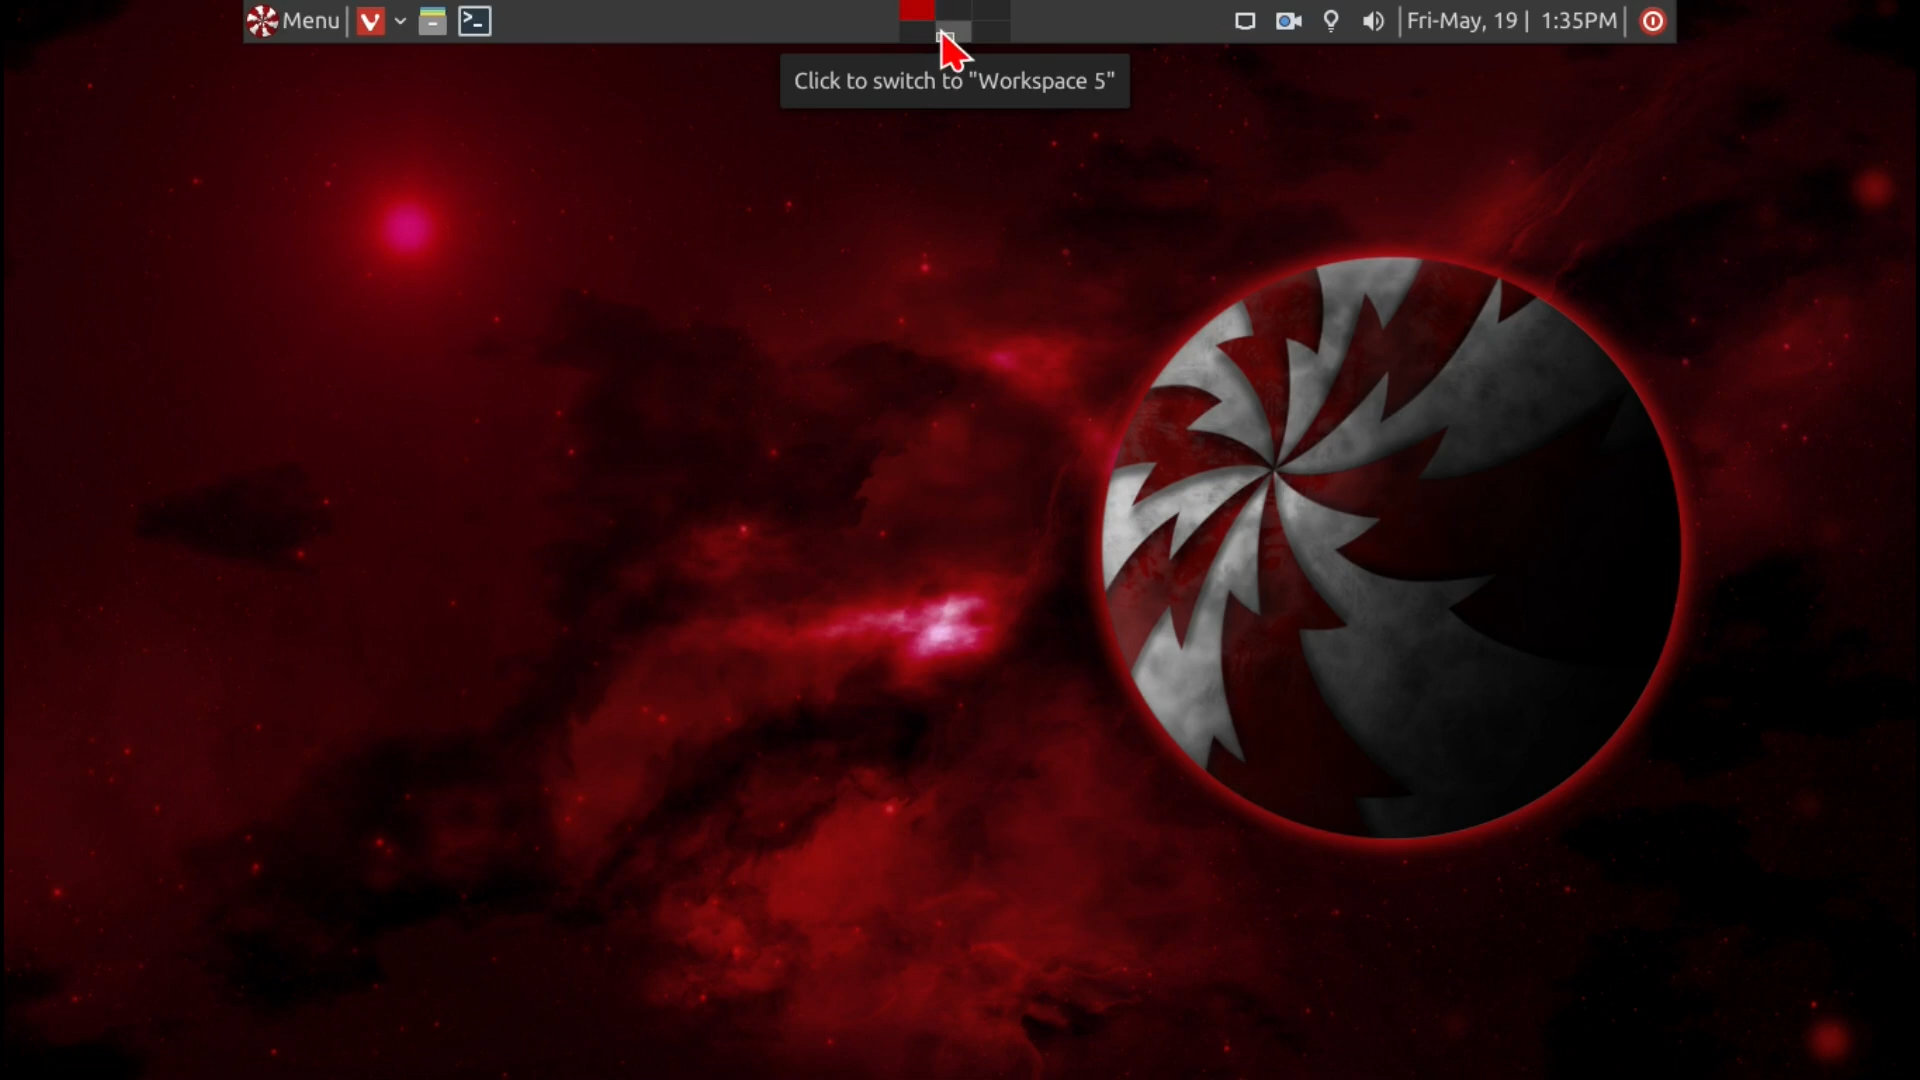 Menu
Fri-May, 19 | 1:35PM
Click to switch to "Workspace 5"